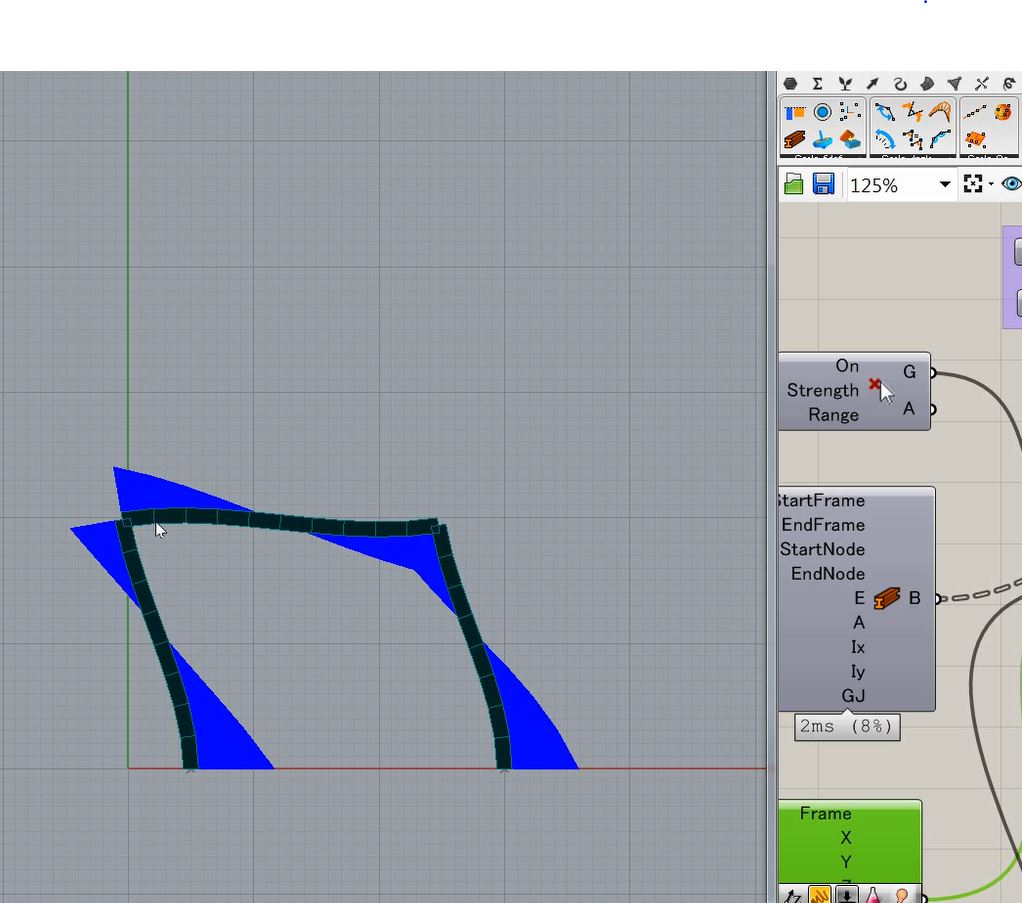 125%
On
G
Strength
Range
A
StartFrame
EndFrame
StartNode
EndNode
E
B
A
Ix
Iy
GJ
2ms (8%)
Frame
X
Y